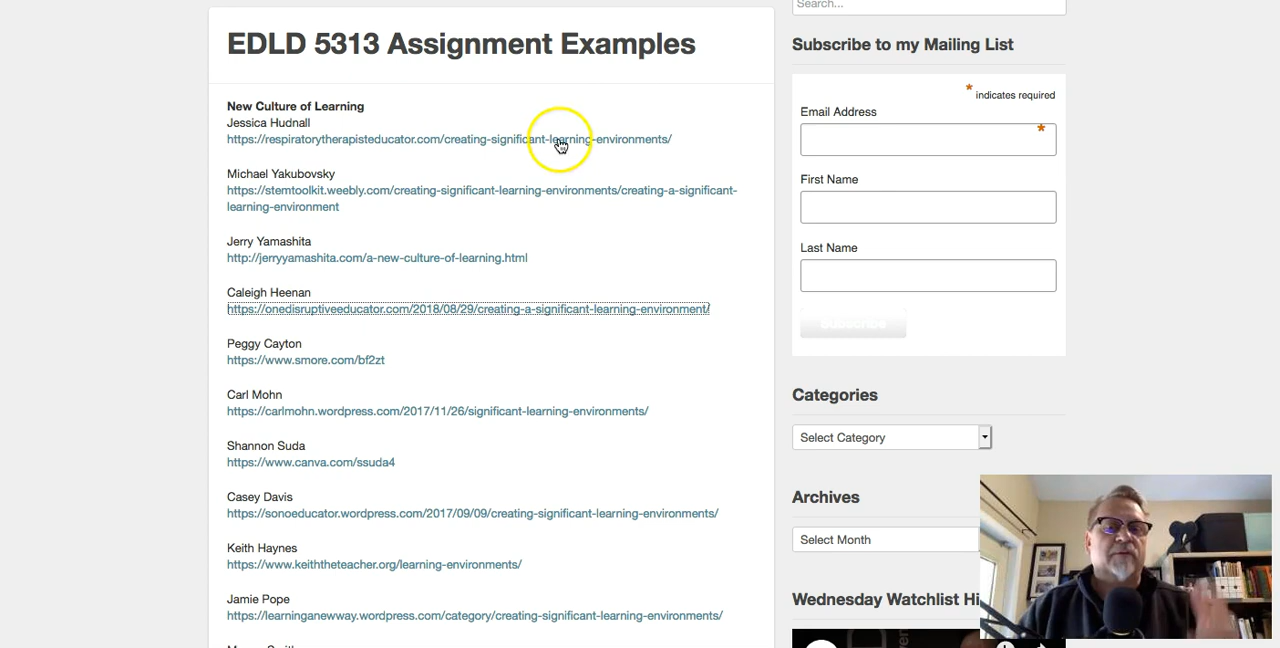 Search...
EDLD 5313 Assignment Examples
Subscribe to my Mailing List
* indicates required
New Culture of Learning
Jessica Hudnall
https://respiratorytherapisteducator.com/creating-significant-learning-environments/
Michael Yakubovsky
https://stemtoolkit.weebly.com/creating-significant-learning-environments/creating-a-significant-
learning-environment
Jerry Yamashita
http://jerryyamashita.com/a-new-culture-of-learning.html
Caleigh Heenan
https://onedisruptiveeducator.com/2018/08/29/creating-a-significant-learning-environment/
Peggy Cayton
https://www.smore.com/bf2zt
Carl Mohn
https://carlmohn.wordpress.com/2017/11/26/significant-learning-environments/
Shannon Suda
https://www.canva.com/ssuda4
Casey Davis
https://sonoeducator.wordpress.com/2017/09/09/creating-significant-learning-environments/
Keith Haynes
https://www.keiththeteacher.org/learning-environments/
Jamie Pope
https://learninganewway.wordpress.com/category/creating-significant-learning-environments/
Email Address
*
First Name
Last Name
Subscribe
Categories
Select Category
Archives
Select Month
Wednesday Watchlist Hi